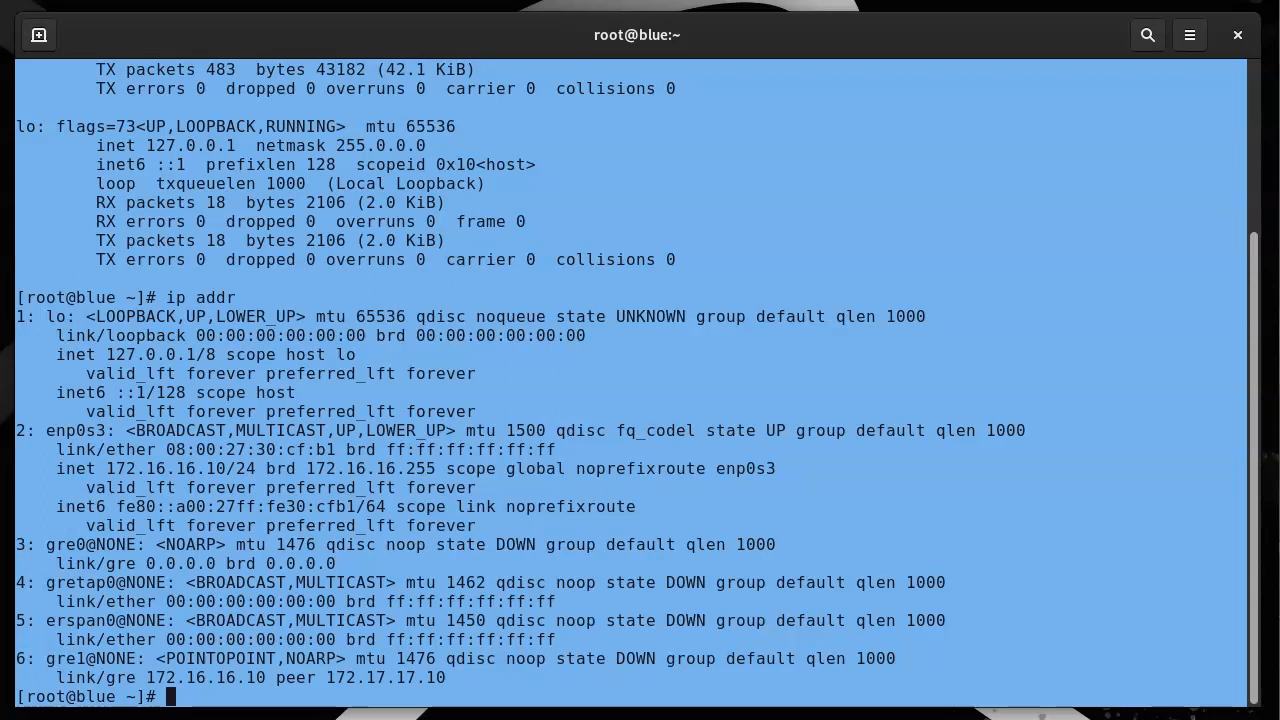 root@blue:~
        TX packets 483  bytes 43182 (42.1 KiB)
        TX errors 0  dropped 0 overruns 0  carrier 0  collisions 0
lo: flags=73<UP,LOOPBACK,RUNNING>  mtu 65536
        inet 127.0.0.1  netmask 255.0.0.0
        inet6 ::1  prefixlen 128  scopeid 0x10<host>
        loop  txqueuelen 1000  (Local Loopback)
        RX packets 18  bytes 2106 (2.0 KiB)
        RX errors 0  dropped 0  overruns 0  frame 0
        TX packets 18  bytes 2106 (2.0 KiB)
        TX errors 0  dropped 0 overruns 0  carrier 0  collisions 0
[root@blue ~]# ip addr
1: lo: <LOOPBACK,UP,LOWER_UP> mtu 65536 qdisc noqueue state UNKNOWN group default qlen 1000
    link/loopback 00:00:00:00:00:00 brd 00:00:00:00:00:00
    inet 127.0.0.1/8 scope host lo
       valid_lft forever preferred_lft forever
    inet6 ::1/128 scope host
       valid_lft forever preferred_lft forever
2: enp0s3: <BROADCAST,MULTICAST,UP,LOWER_UP> mtu 1500 qdisc fq_codel state UP group default qlen 1000
    link/ether 08:00:27:30:cf:b1 brd ff:ff:ff:ff:ff:ff
    inet 172.16.16.10/24 brd 172.16.16.255 scope global noprefixroute enp0s3
       valid_lft forever preferred_lft forever
    inet6 fe80::a00:27ff:fe30:cfb1/64 scope link noprefixroute
       valid_lft forever preferred_lft forever
3: gre0@NONE: <NOARP> mtu 1476 qdisc noop state DOWN group default qlen 1000
    link/gre 0.0.0.0 brd 0.0.0.0
4: gretap0@NONE: <BROADCAST,MULTICAST> mtu 1462 qdisc noop state DOWN group default qlen 1000
    link/ether 00:00:00:00:00:00 brd ff:ff:ff:ff:ff:ff
5: erspan0@NONE: <BROADCAST,MULTICAST> mtu 1450 qdisc noop state DOWN group default qlen 1000
    link/ether 00:00:00:00:00:00 brd ff:ff:ff:ff:ff:ff
6: gre1@NONE: <POINTOPOINT,NOARP> mtu 1476 qdisc noop state DOWN group default qlen 1000
    link/gre 172.16.16.10 peer 172.17.17.10
[root@blue ~]#